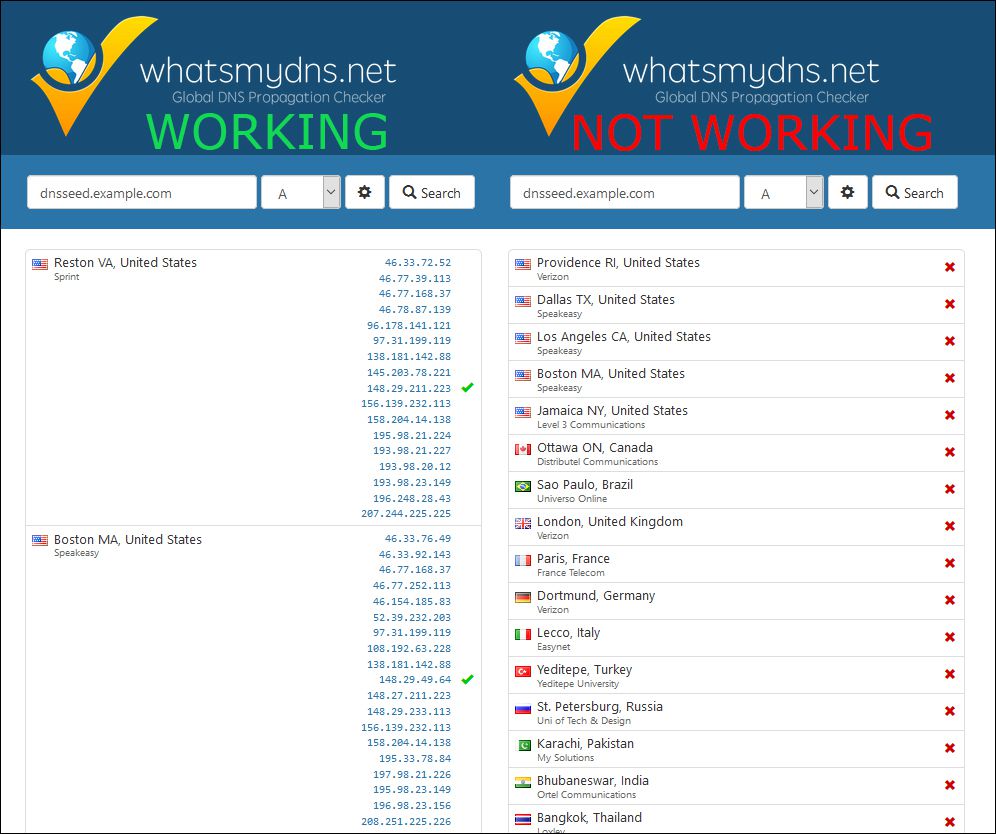 whatsmydns.net
Global DNS Propagation Checker
WORKING
dnsseed.example.com
A
Search
Reston VA, United States
Sprint
46.33.72.52
46.77.39.113
46.77.168.37
46.78.87.139
96.178.141.121
97.31.199.119
138.181.142.88
145.203.78.221
148.29.211.223
156.139.232.113
158.204.14.138
195.98.21.224
193.98.21.227
193.98.20.12
193.98.23.149
196.248.28.43
207.244.225.225
Boston MA, United States
Speakeasy
46.33.76.49
46.33.92.143
46.77.168.37
46.77.252.113
46.154.185.83
52.39.232.203
97.31.199.119
108.192.63.228
138.181.142.88
148.29.49.64
148.27.211.223
148.29.233.113
156.139.232.113
158.204.14.138
195.33.78.84
197.98.21.226
195.98.23.149
196.98.23.156
208.251.225.226
whatsmydns.net
Global DNS Propagation Checker
NOT WORKING
dnsseed.example.com
A
Search
Providence RI, United States
Verizon
Dallas TX, United States
Speakeasy
Los Angeles CA, United States
Speakeasy
Boston MA, United States
Speakeasy
Jamaica NY, United States
Level 3 Communications
Ottawa ON, Canada
Distributel Communications
Sao Paulo, Brazil
Universo Online
London, United Kingdom
Verizon
Paris, France
France Telecom
Dortmund, Germany
Verizon
Lecco, Italy
Easynet
Yeditepe, Turkey
Yeditepe University
St. Petersburg, Russia
Uni of Tech & Design
Karachi, Pakistan
My Solutions
Bhubaneswar, India
Ortel Communications
Bangkok, Thailand
Loxley